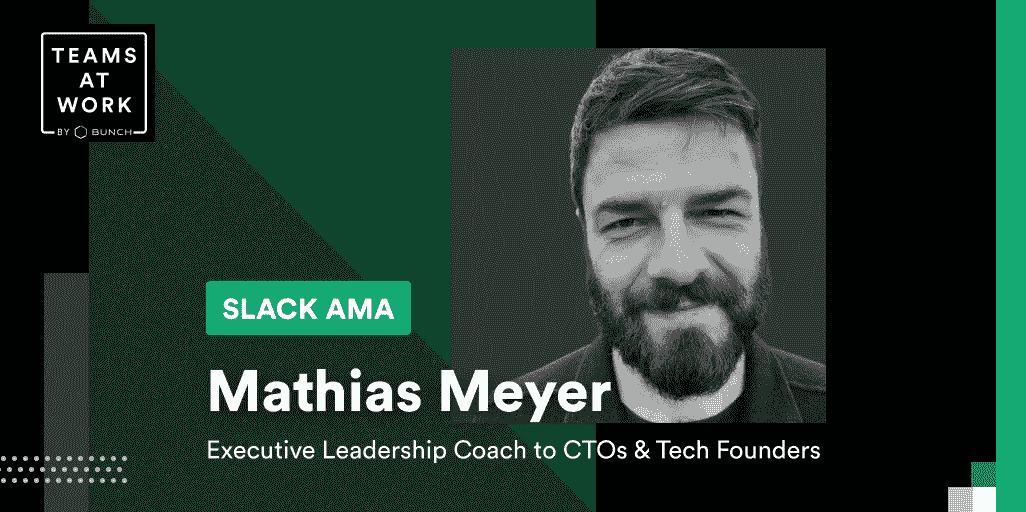 TEAMS
AT
WORK
BY BUNCH
SLACK AMA
Mathias Meyer
Executive Leadership Coach to CTOs & Tech Founders